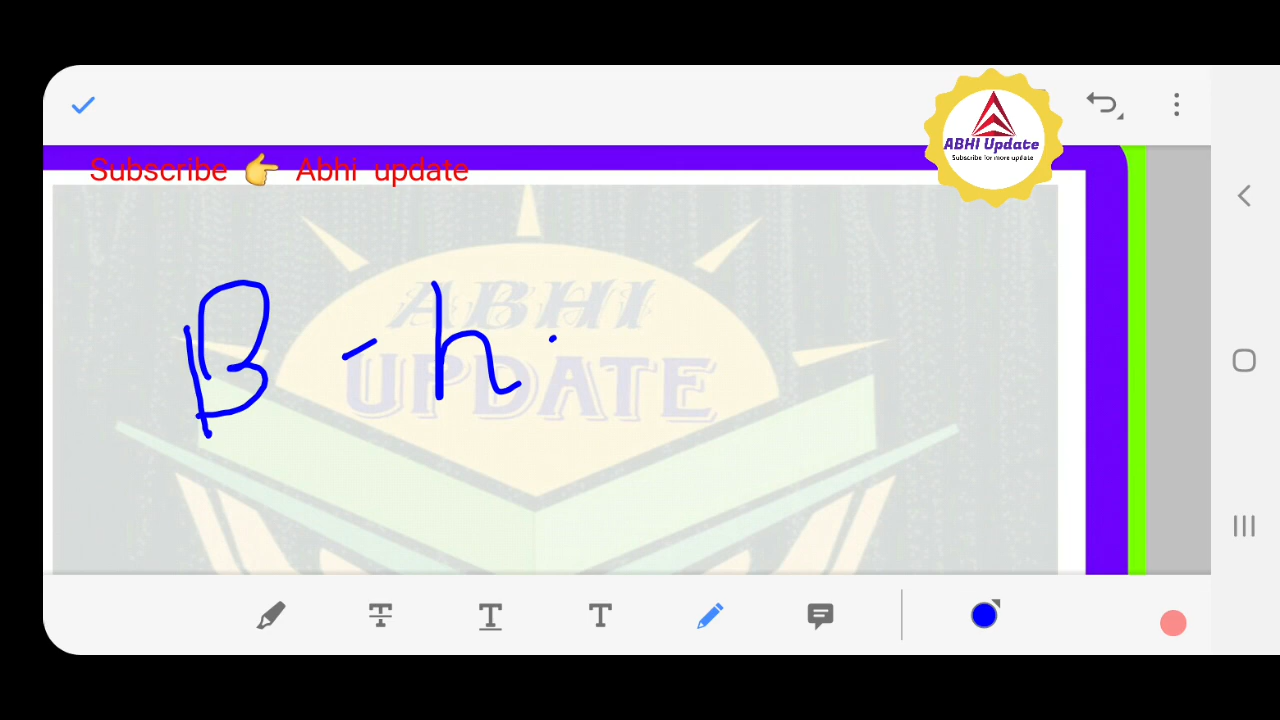 ABHI Update
Subscribe for more update
Subscribe 👉 Abhi update
ABHI
UPDATE
B - h